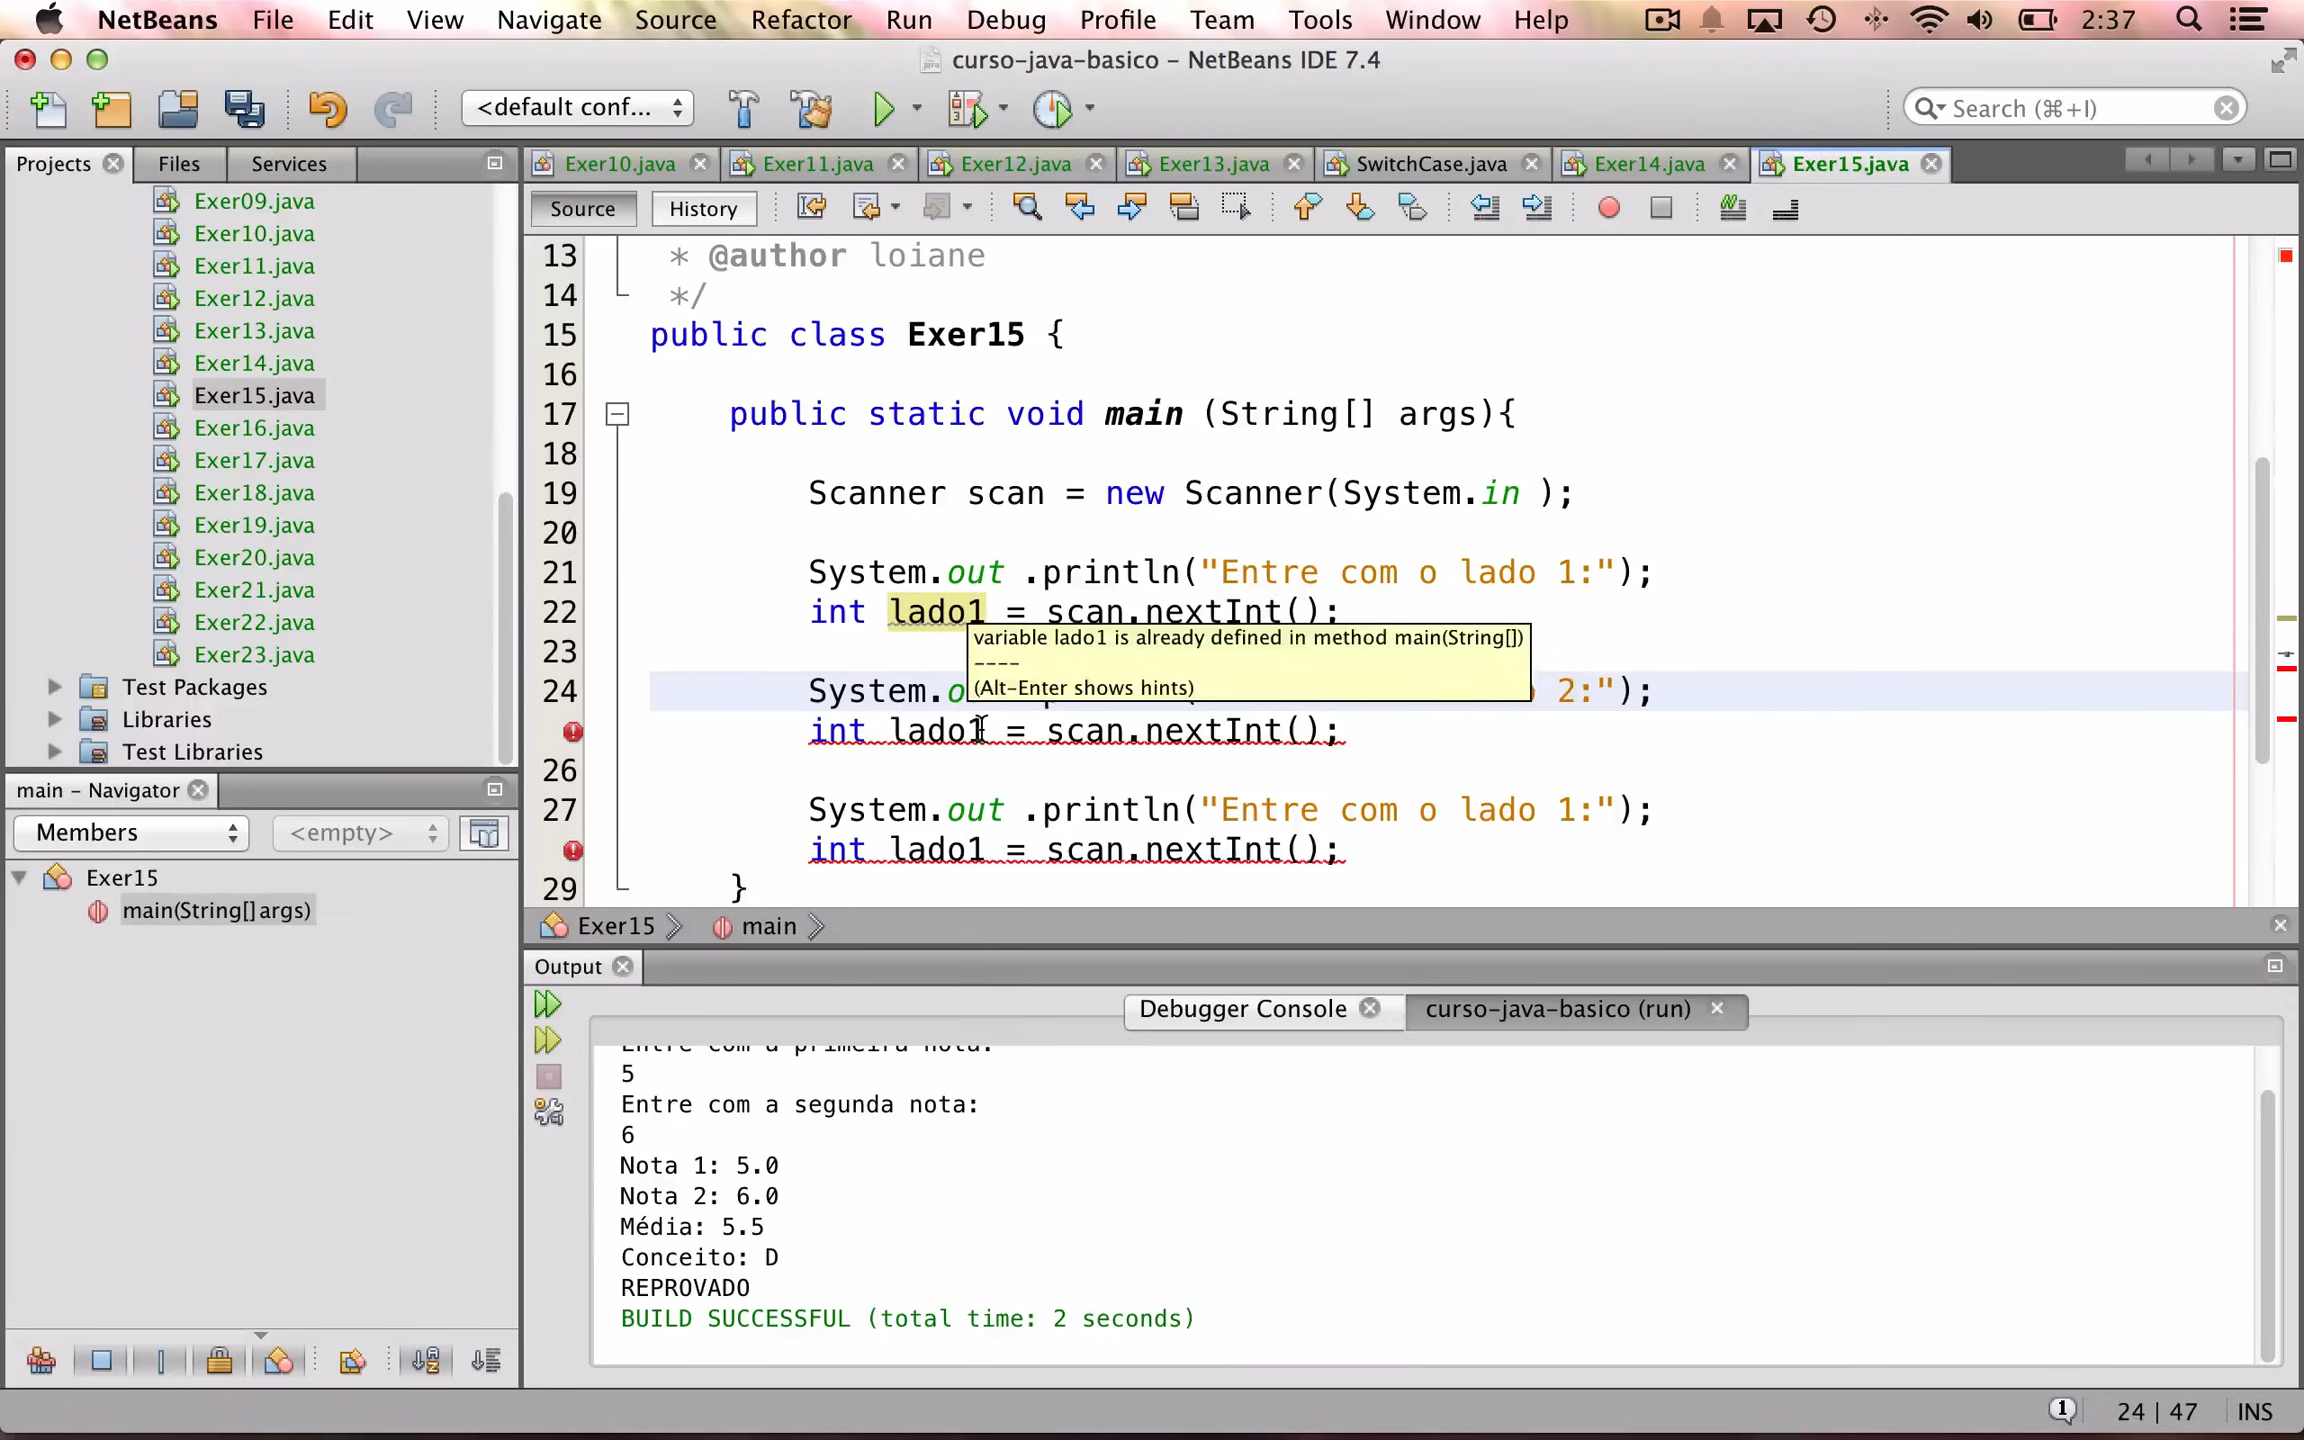 NetBeans File Edit View Navigate Source Refactor Run Debug Profile Team Tools Window Help 2:37
curso-java-basico – NetBeans IDE 7.4
<default conf... Search (⌘+I)
Projects Files Services
Exer10.java Exer11.java Exer12.java Exer13.java SwitchCase.java Exer14.java Exer15.java
Source History
Exer09.java
Exer10.java
Exer11.java
Exer12.java
Exer13.java
Exer14.java
Exer15.java
Exer16.java
Exer17.java
Exer18.java
Exer19.java
Exer20.java
Exer21.java
Exer22.java
Exer23.java
Test Packages
Libraries
Test Libraries
main – Navigator
Members <empty>
Exer15
main(String[] args)
13 * @author loiane
14 */
15 public class Exer15 {
16
17 public static void main (String[] args){
18
19 Scanner scan = new Scanner(System.in );
20
21 System.out .println("Entre com o lado 1:");
22 int lado1 = scan.nextInt();
23
variable lado1 is already defined in method main(String[])
----
(Alt-Enter shows hints)
24 System. 2:");
int lado1 = scan.nextInt();
26
27 System.out .println("Entre com o lado 1:");
int lado1 = scan.nextInt();
29 }
Exer15 main
Output
Debugger Console curso-java-basico (run)
Entre com a primeira nota:
5
Entre com a segunda nota:
6
Nota 1: 5.0
Nota 2: 6.0
Média: 5.5
Conceito: D
REPROVADO
BUILD SUCCESSFUL (total time: 2 seconds)
1 24 | 47 INS